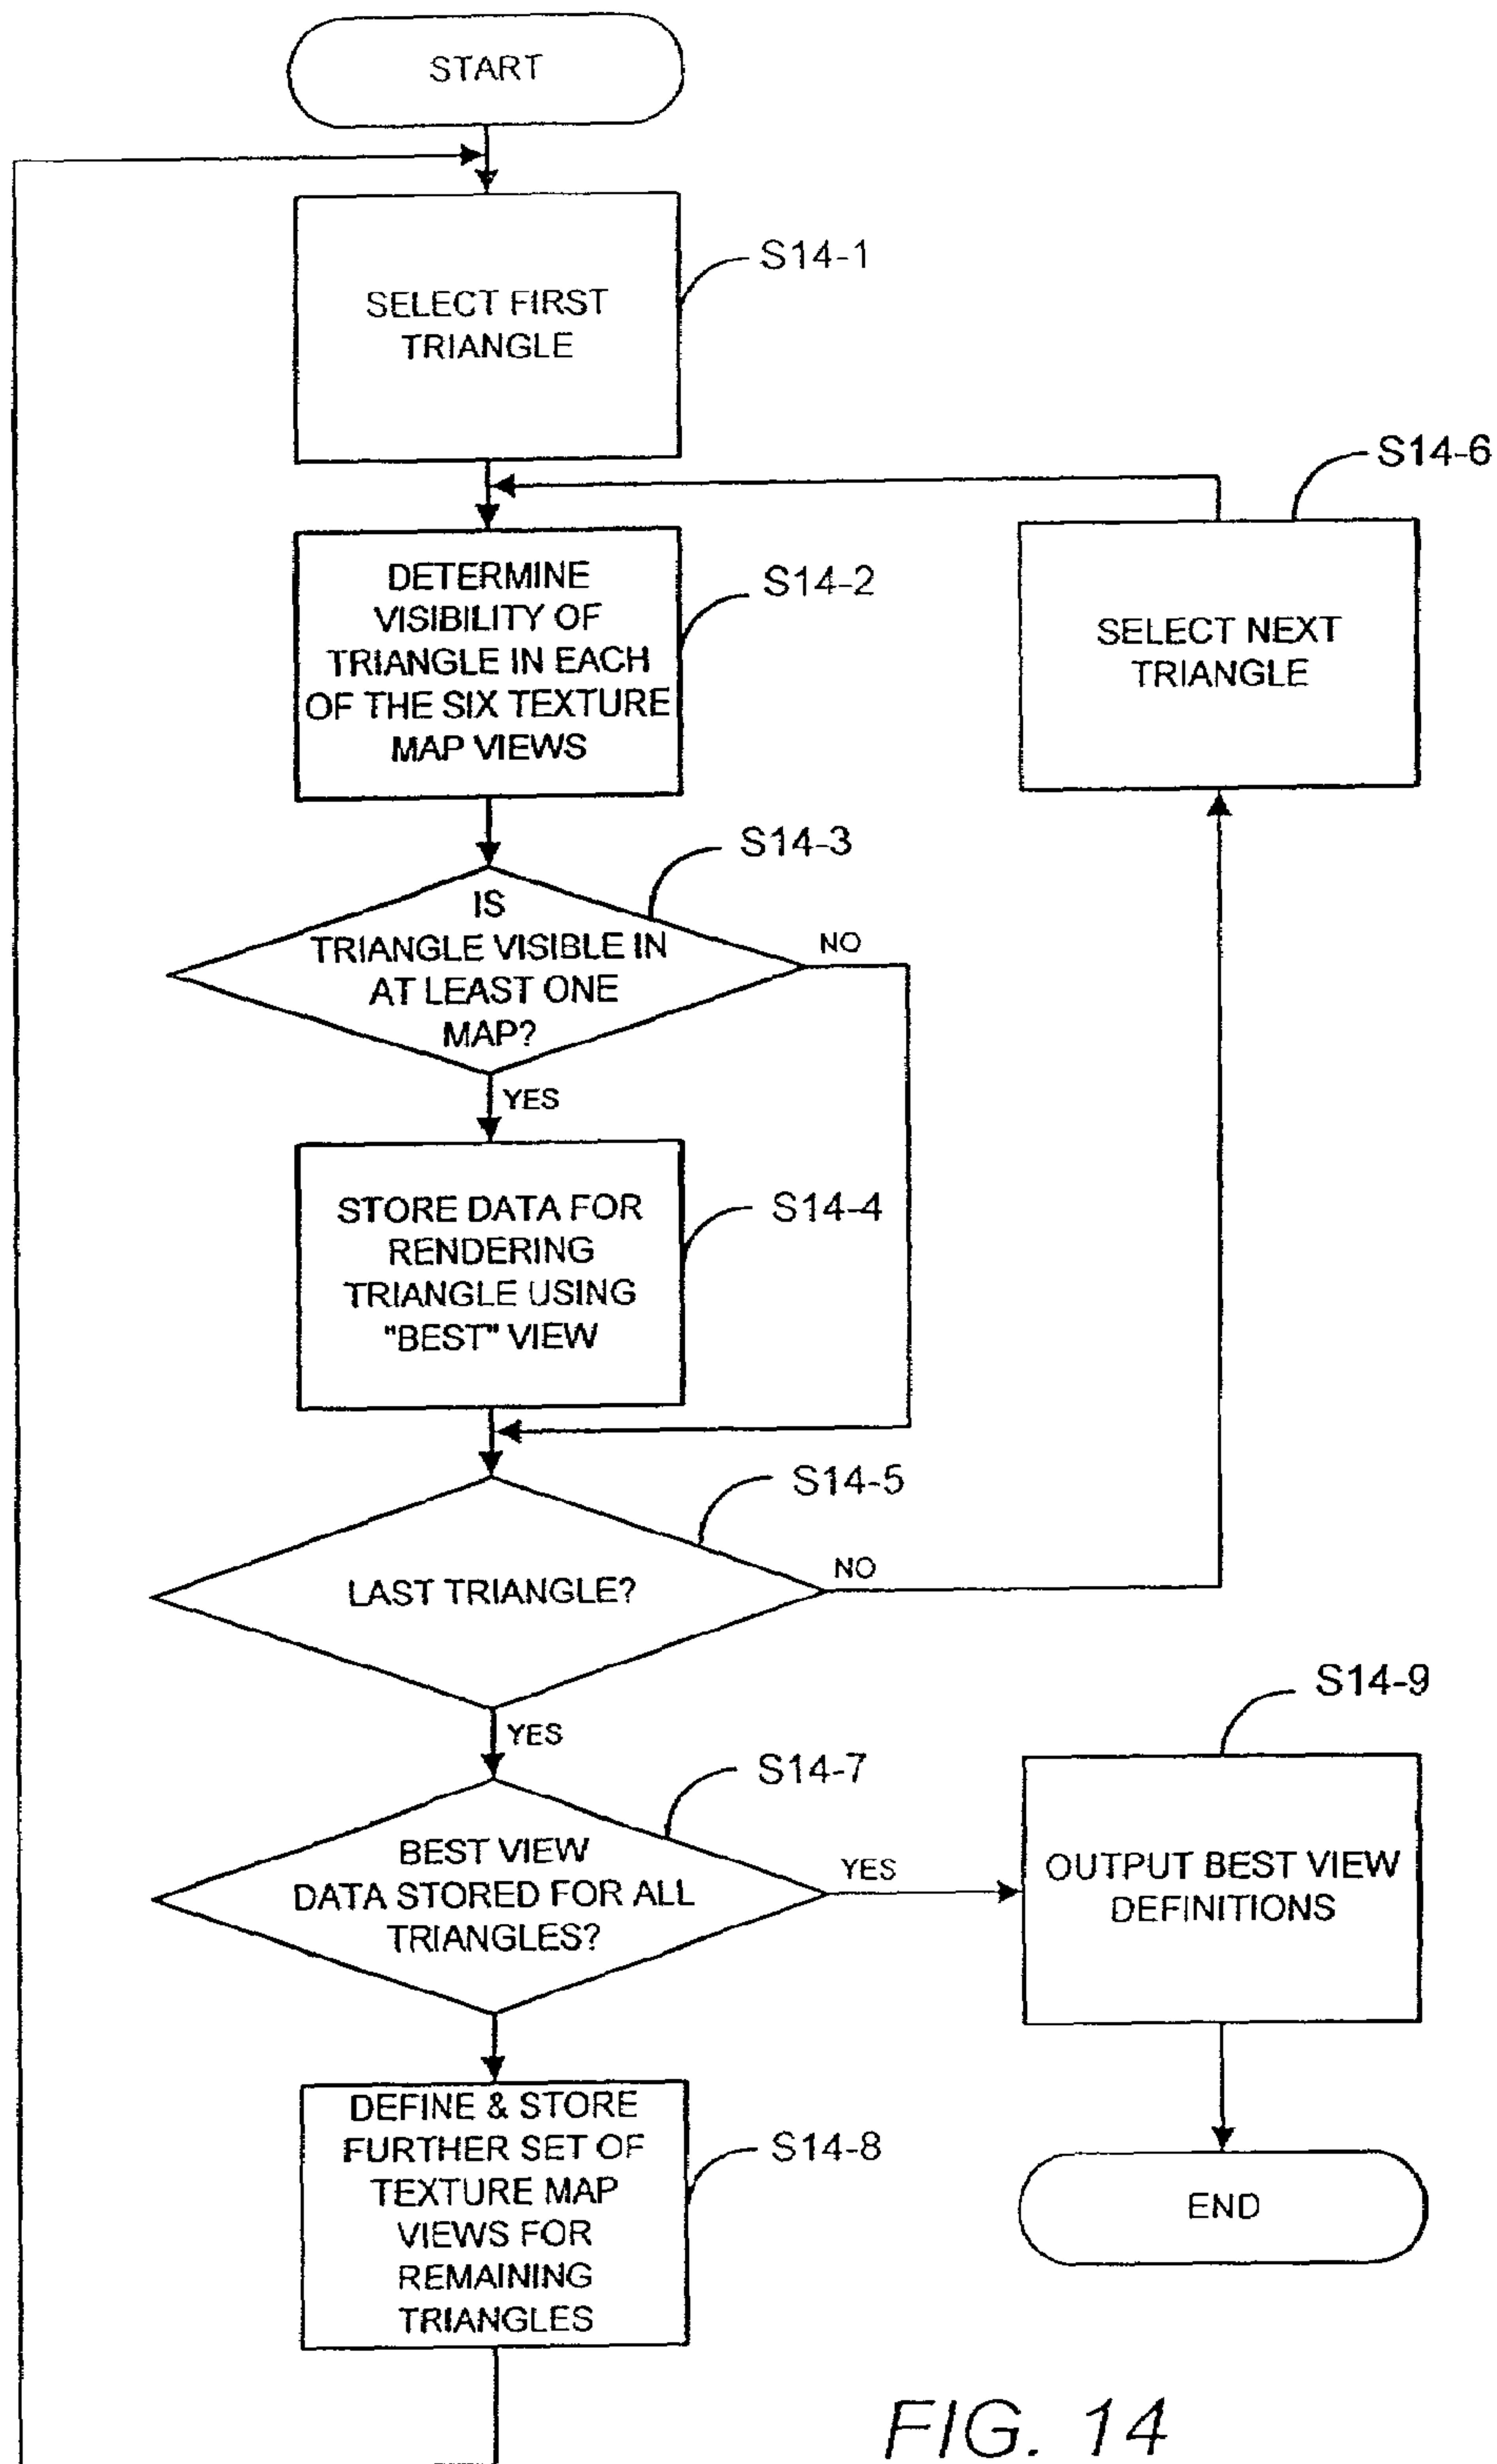 START
SELECT FIRST
TRIANGLE
S14-1
S14-6
SELECT NEXT
TRIANGLE
DETERMINE
VISIBILITY OF
TRIANGLE IN EACH
OF THE SIX TEXTURE
MAP VIEWS
S14-2
S14-3
IS
TRIANGLE VISIBLE IN
AT LEAST ONE
MAP?
NO
YES
STORE DATA FOR
RENDERING
TRIANGLE USING
"BEST" VIEW
S14-4
S14-5
LAST TRIANGLE?
NO
YES
S14-7
BEST VIEW
DATA STORED FOR ALL
TRIANGLES?
YES
S14-9
OUTPUT BEST VIEW
DEFINITIONS
DEFINE & STORE
FURTHER SET OF
TEXTURE MAP
VIEWS FOR
REMAINING
TRIANGLES
S14-8
END
FIG. 14